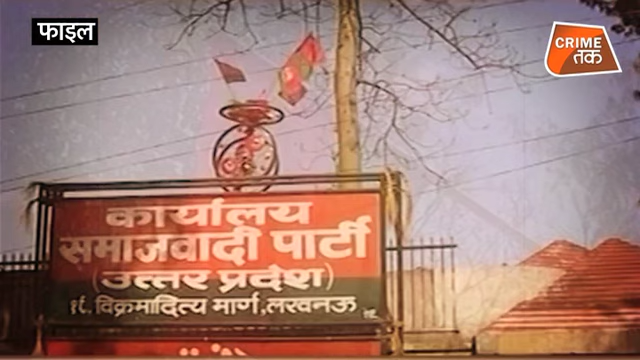 फाइल
CRIME
तक
कार्यालय
समाजवादी पार्टी
(उत्तर प्रदेश)
१९, विक्रमादित्य मार्ग, लखनऊ